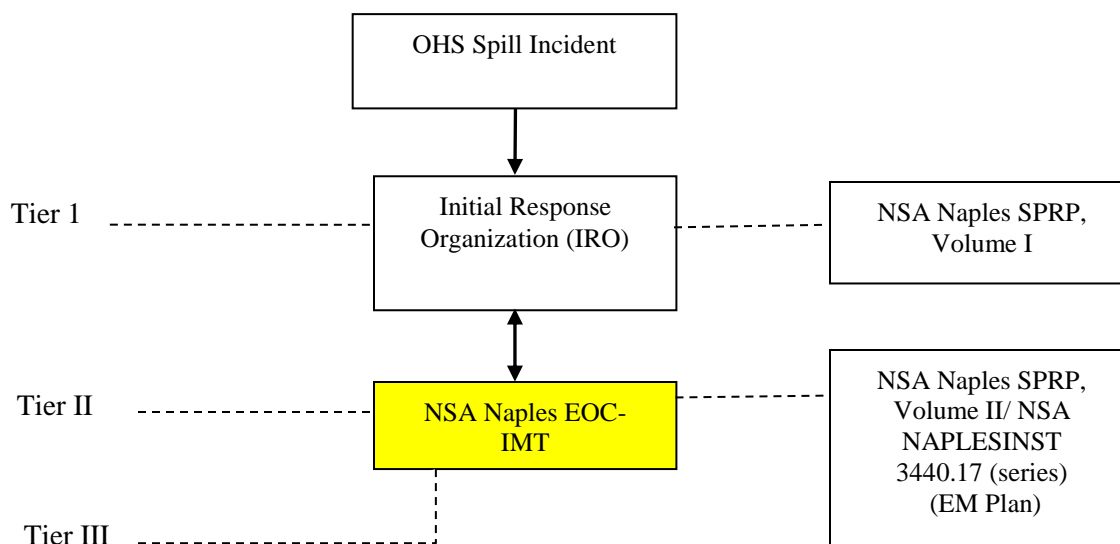 OHS Spill Incident
Tier 1
Initial Response
Organization (IRO)
NSA Naples SPRP,
Volume I
Tier II
NSA Naples EOC-
IMT
NSA Naples SPRP,
Volume II/ NSA
NAPLESINST
3440.17 (series)
(EM Plan)
Tier III